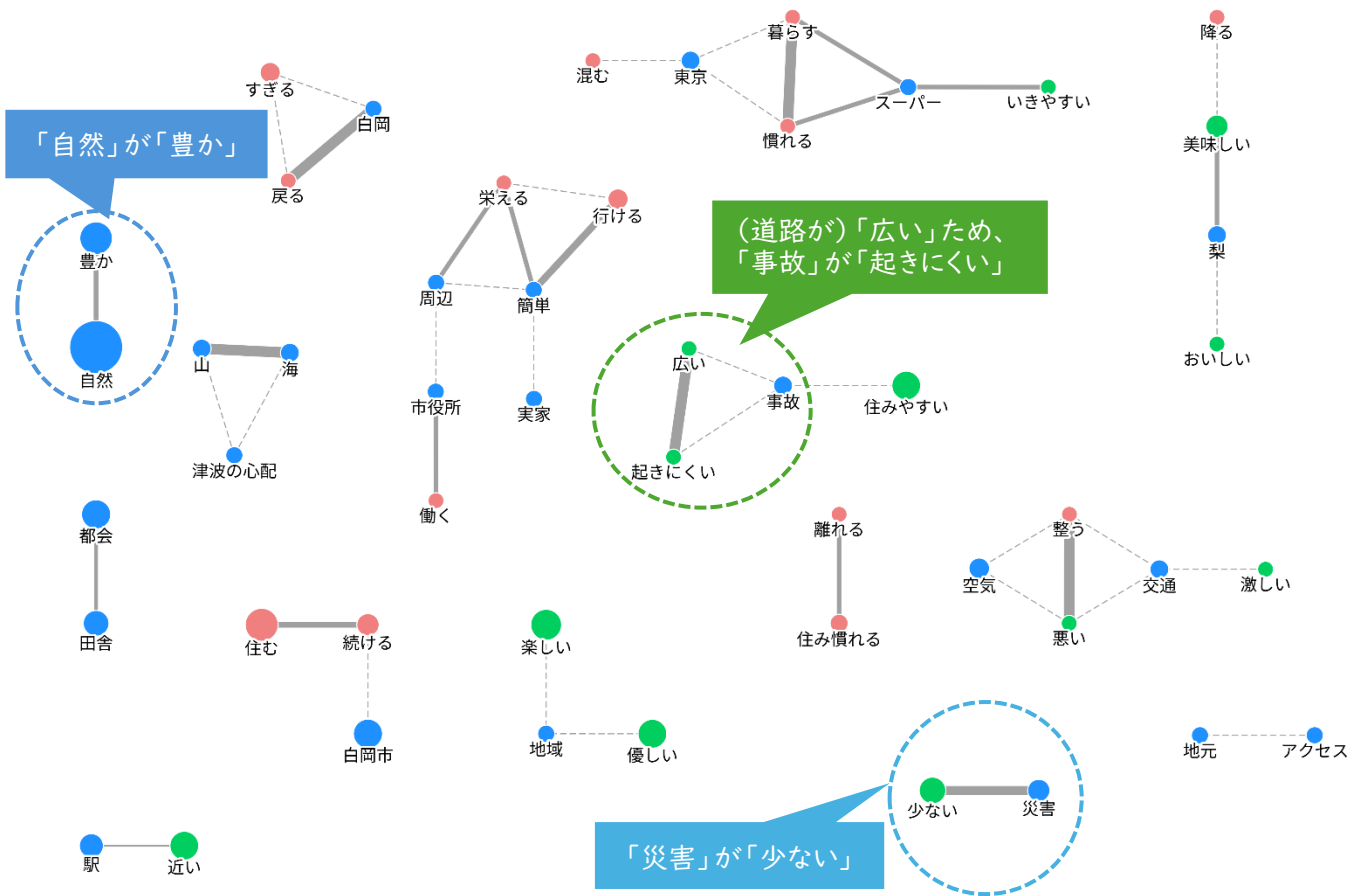 暮らす
降る
混む
東京
すぎる
スーパー
いきやすい
白岡
慣れる
美味しい
「自然」が「豊か」
戻る
栄える
行ける
(道路が)「広い」ため、
「事故」が「起きにくい」
梨
豊か
周辺
簡単
山
海
広い
おいしい
自然
市役所
実家
事故
住みやすい
津波の心配
起きにくい
働く
都会
離れる
整う
空気
交通
激しい
田舎
住む
続ける
楽しい
住み慣れる
悪い
白岡市
地域
優しい
地元
アクセス
少ない
災害
「災害」が「少ない」
駅
近い